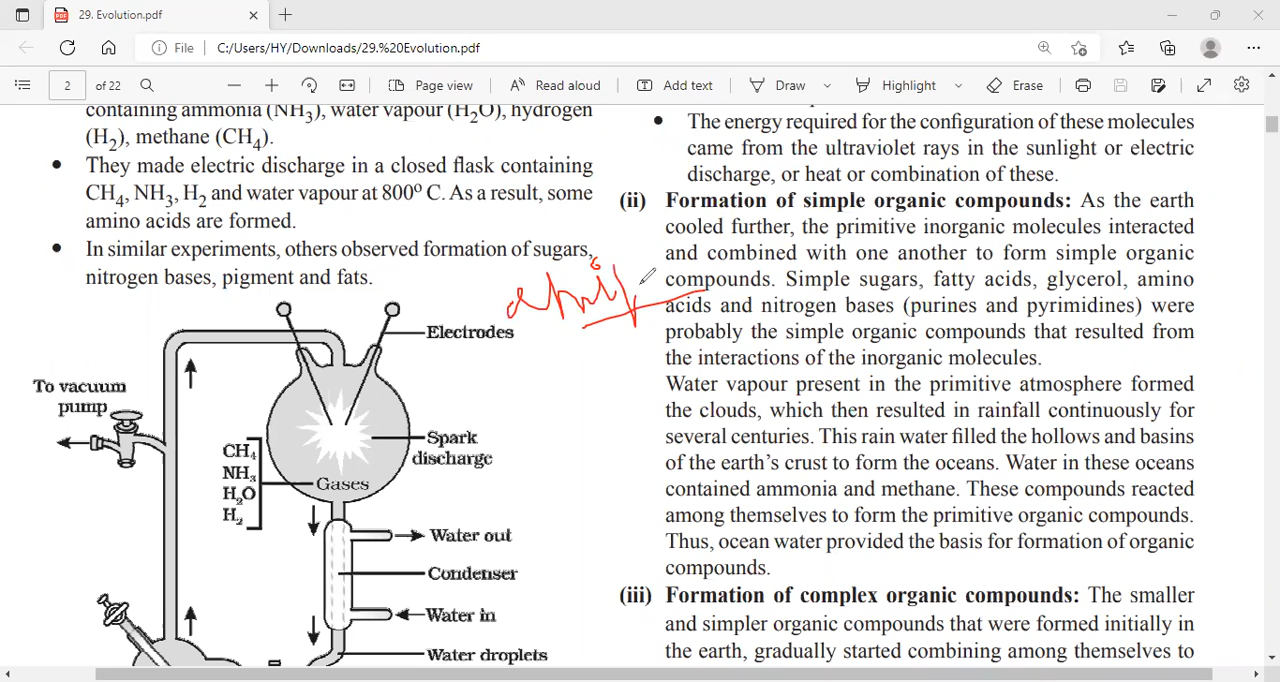 29. Evolution.pdf
File C:/Users/HY/Downloads/29.%20Evolution.pdf
2 of 22 Page view Read aloud Add text Draw Highlight Erase
containing ammonia (NH₃), water vapour (H₂O), hydrogen
(H₂), methane (CH₄).
• They made electric discharge in a closed flask containing
CH₄, NH₃, H₂ and water vapour at 800⁰ C. As a result, some
amino acids are formed.
• In similar experiments, others observed formation of sugars,
nitrogen bases, pigment and fats.
Electrodes
To vacuum
pump
Spark
discharge
CH₄
NH₃
H₂O
H₂
Gases
Water out
Condenser
Water in
Water droplets
• The energy required for the configuration of these molecules
came from the ultraviolet rays in the sunlight or electric
discharge, or heat or combination of these.
(ii) Formation of simple organic compounds: As the earth
cooled further, the primitive inorganic molecules interacted
and combined with one another to form simple organic
compounds. Simple sugars, fatty acids, glycerol, amino
acids and nitrogen bases (purines and pyrimidines) were
probably the simple organic compounds that resulted from
the interactions of the inorganic molecules.
Water vapour present in the primitive atmosphere formed
the clouds, which then resulted in rainfall continuously for
several centuries. This rain water filled the hollows and basins
of the earth's crust to form the oceans. Water in these oceans
contained ammonia and methane. These compounds reacted
among themselves to form the primitive organic compounds.
Thus, ocean water provided the basis for formation of organic
compounds.
(iii) Formation of complex organic compounds: The smaller
and simpler organic compounds that were formed initially in
the earth, gradually started combining among themselves to